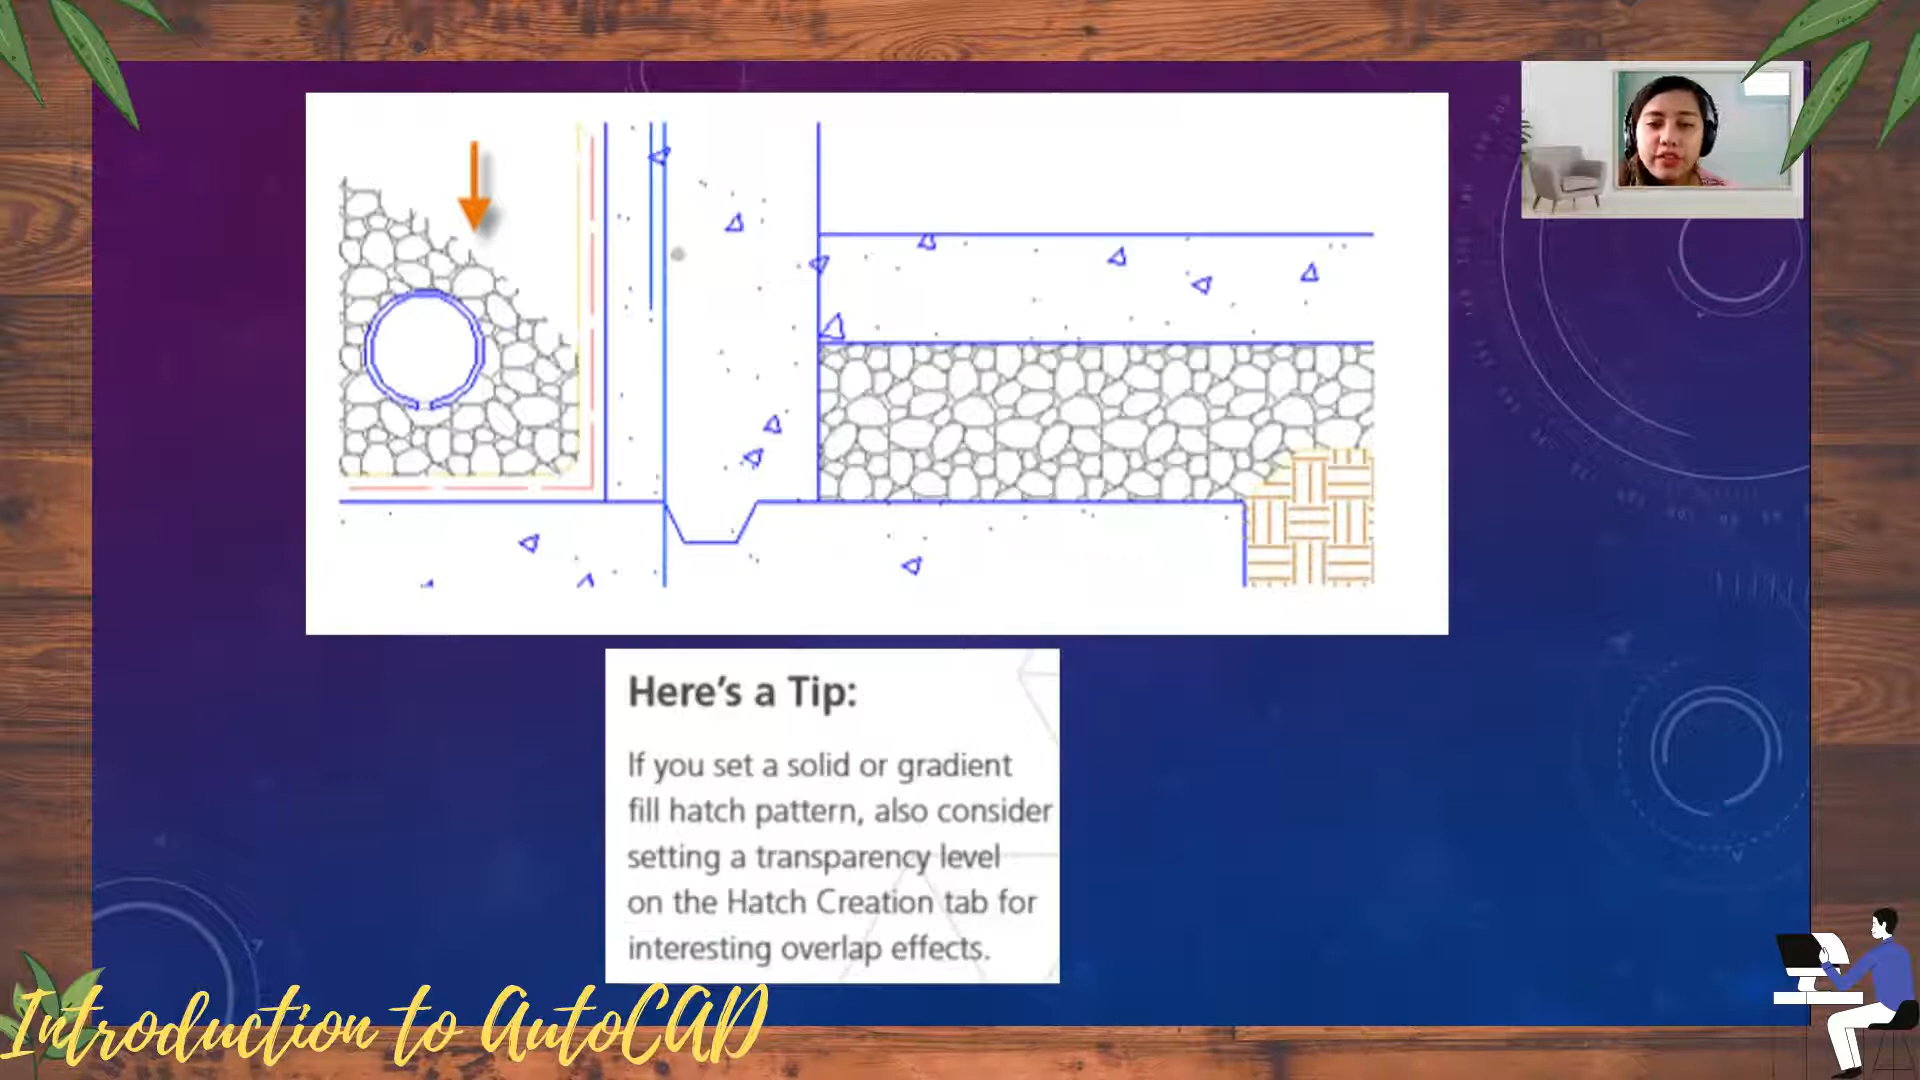 Here's a Tip:
If you set a solid or gradient
fill hatch pattern, also consider
setting a transparency level
on the Hatch Creation tab for
interesting overlap effects.
Introduction to AutoCAD